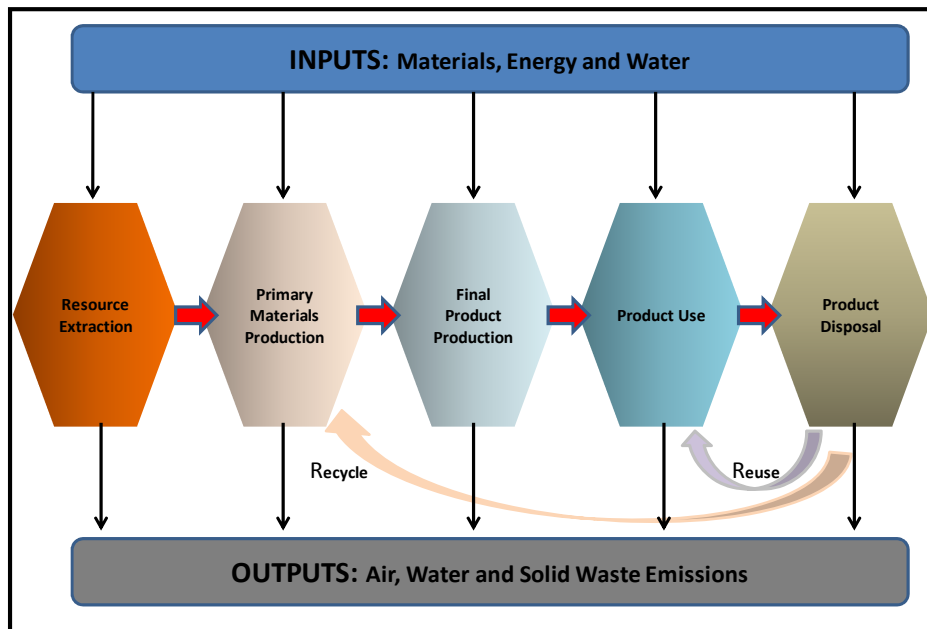 INPUTS: Materials, Energy and Water
Resource
Extraction
Primary
Materials
Production
Final
Product
Production
Product Use
Product
Disposal
Recycle
Reuse
OUTPUTS: Air, Water and Solid Waste Emissions